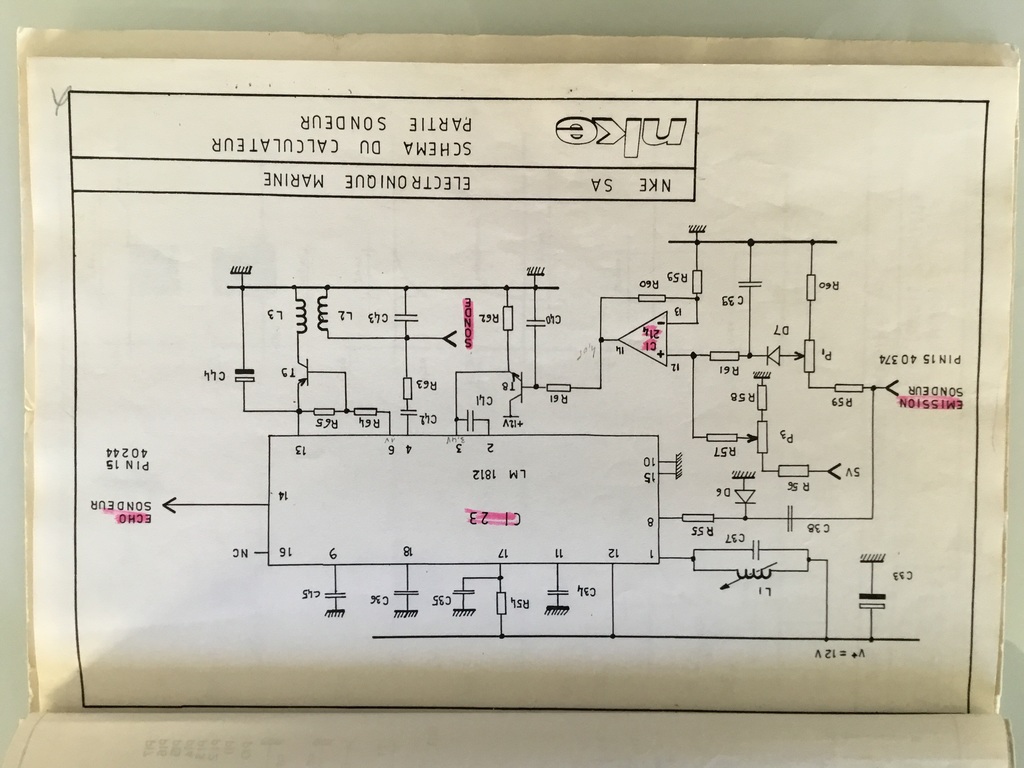 V+ = 12 V
C33
L1
C37
R54
C34
C35
C36
C45
1
12
11
17
18
9
16
NC
C38
R55
8
CI 23
14
ECHO
SONDEUR
D6
15
10
LM 1812
PIN 15
40244
5V
R56
P3
R57
2
3
4
6
13
R58
+12V
C41
C42
R64
R65
EMISSION
SONDEUR
R59
R61
T8
R63
T9
C44
PIN15 40374
P1
R61
12
+
CI
21
14
-
13
D7
C40
R62
SONDE
C43
L2
L3
R60
C39
R59
R60
NKE SA
ELECTRONIQUE MARINE
nke
SCHEMA DU CALCULATEUR
PARTIE SONDEUR